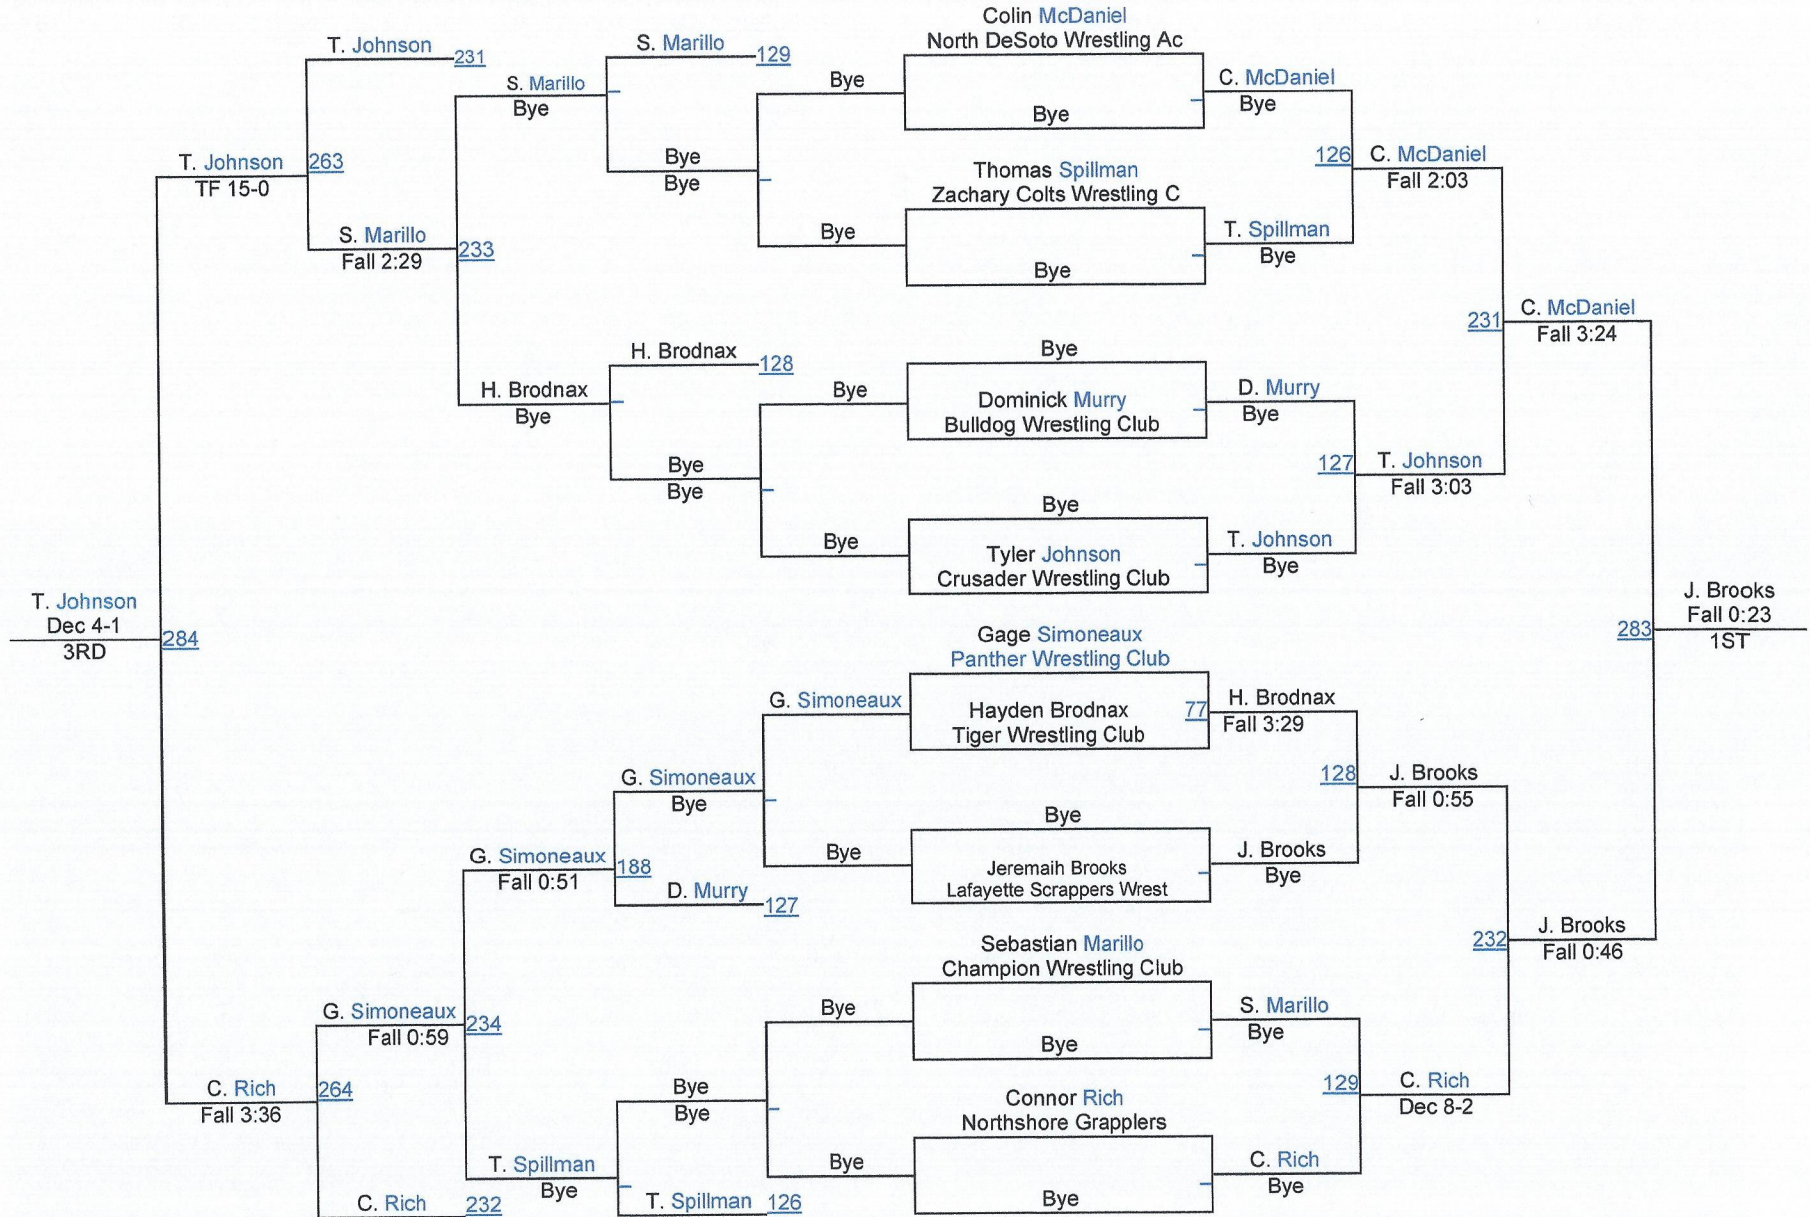 Colin McDaniel
North DeSoto Wrestling Ac
T. Johnson
231
S. Marillo
129
S. Marillo
Bye
Bye
Bye
C. McDaniel
Bye
T. Johnson
TF 15-0
263
Bye
Bye
Thomas Spillman
Zachary Colts Wrestling C
126
C. McDaniel
Fall 2:03
S. Marillo
Fall 2:29
233
Bye
Bye
T. Spillman
Bye
231
C. McDaniel
Fall 3:24
H. Brodnax
128
Bye
H. Brodnax
Bye
Bye
Dominick Murry
Bulldog Wrestling Club
D. Murry
Bye
Bye
Bye
127
T. Johnson
Fall 3:03
Bye
Bye
Tyler Johnson
Crusader Wrestling Club
T. Johnson
Bye
T. Johnson
Dec 4-1
3RD
284
Gage Simoneaux
Panther Wrestling Club
283
J. Brooks
Fall 0:23
1ST
G. Simoneaux
Hayden Brodnax
Tiger Wrestling Club
77
H. Brodnax
Fall 3:29
G. Simoneaux
Bye
128
J. Brooks
Fall 0:55
Bye
G. Simoneaux
Fall 0:51
188
Bye
Jeremaih Brooks
Lafayette Scrappers Wrest
J. Brooks
Bye
D. Murry
127
Sebastian Marillo
Champion Wrestling Club
232
J. Brooks
Fall 0:46
G. Simoneaux
Fall 0:59
234
Bye
Bye
S. Marillo
Bye
C. Rich
Fall 3:36
264
Bye
Bye
Connor Rich
Northshore Grapplers
129
C. Rich
Dec 8-2
T. Spillman
Bye
Bye
Bye
C. Rich
Bye
C. Rich
232
T. Spillman
126